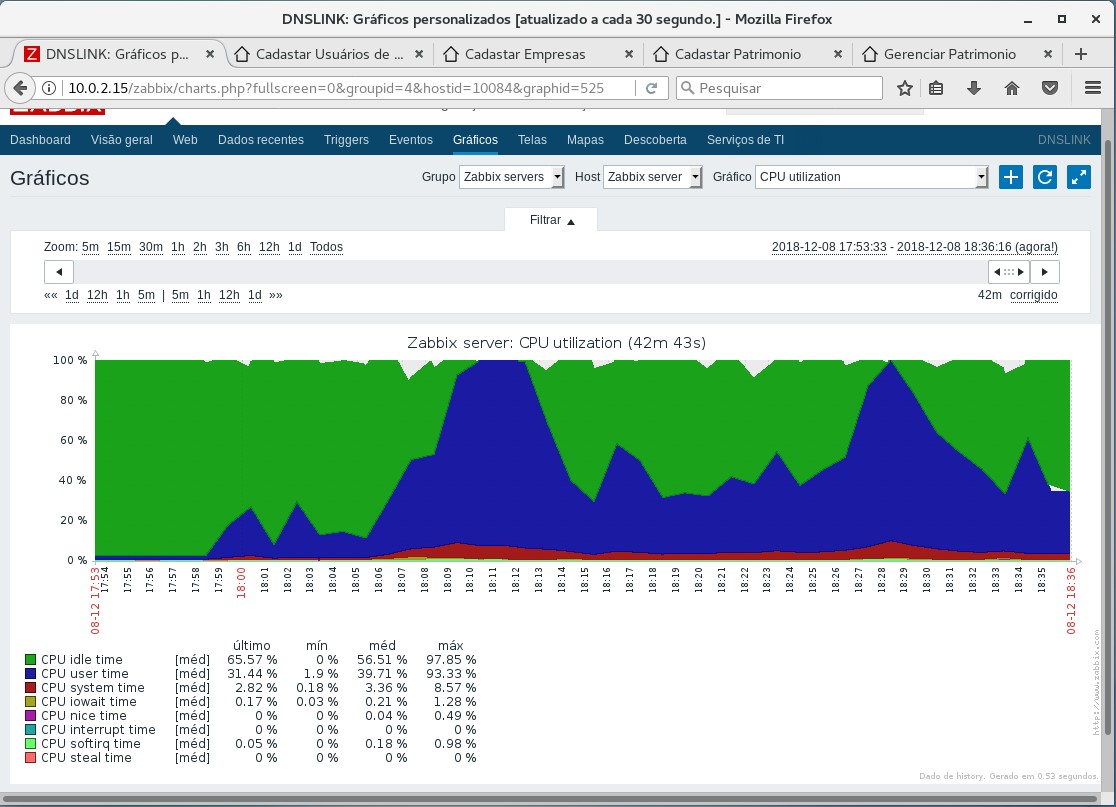 DNSLINK: Gráficos personalizados [atualizado a cada 30 segundo.] - Mozilla Firefox
DNSLINK: Gráficos p...
Cadastar Usuários de ...
Cadastar Empresas
Cadastar Patrimonio
Gerenciar Patrimonio
10.0.2.15/zabbix/charts.php?fullscreen=0&groupid=4&hostid=10084&graphid=525
Pesquisar
Dashboard Visão geral Web Dados recentes Triggers Eventos Gráficos Telas Mapas Descoberta Serviços de TI DNSLINK
Gráficos
Grupo Zabbix servers Host Zabbix server Gráfico CPU utilization
Filtrar ▲
Zoom: 5m 15m 30m 1h 2h 3h 6h 12h 1d Todos
2018-12-08 17:53:33 - 2018-12-08 18:36:16 (agora!)
«« 1d 12h 1h 5m | 5m 1h 12h 1d »»
42m corrigido
Zabbix server: CPU utilization (42m 43s)
100 %
80 %
60 %
40 %
20 %
0 %
08-12 17:53
17:54
17:55
17:56
17:57
17:58
17:59
18:00
18:01
18:02
18:03
18:04
18:05
18:06
18:07
18:08
18:09
18:10
18:11
18:12
18:13
18:14
18:15
18:16
18:17
18:18
18:19
18:20
18:21
18:22
18:23
18:24
18:25
18:26
18:27
18:28
18:29
18:30
18:31
18:32
18:33
18:34
18:35
08-12 18:36
último mín méd máx
CPU idle time [méd] 65.57 % 0 % 56.51 % 97.85 %
CPU user time [méd] 31.44 % 1.9 % 39.71 % 93.33 %
CPU system time [méd] 2.82 % 0.18 % 3.36 % 8.57 %
CPU iowait time [méd] 0.17 % 0.03 % 0.21 % 1.28 %
CPU nice time [méd] 0 % 0 % 0.04 % 0.49 %
CPU interrupt time [méd] 0 % 0 % 0 % 0 %
CPU softirq time [méd] 0.05 % 0 % 0.18 % 0.98 %
CPU steal time [méd] 0 % 0 % 0 % 0 %
http://www.zabbix.com
Dado de history. Gerado em 0.53 segundos.